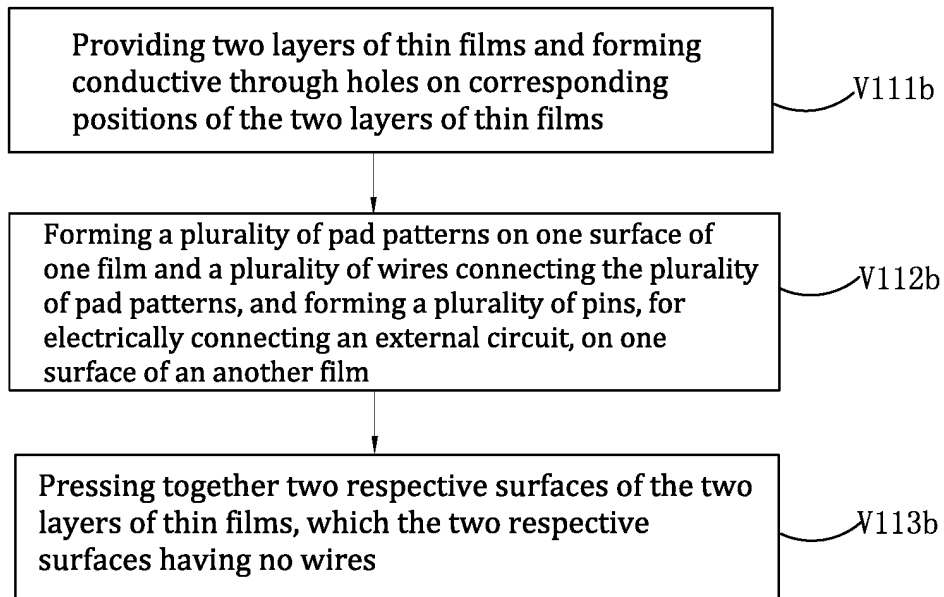 Providing two layers of thin films and forming
conductive through holes on corresponding
positions of the two layers of thin films
V111b
Forming a plurality of pad patterns on one surface of
one film and a plurality of wires connecting the plurality
of pad patterns, and forming a plurality of pins, for
electrically connecting an external circuit, on one
surface of an another film
V112b
Pressing together two respective surfaces of the two
layers of thin films, which the two respective
surfaces having no wires
V113b